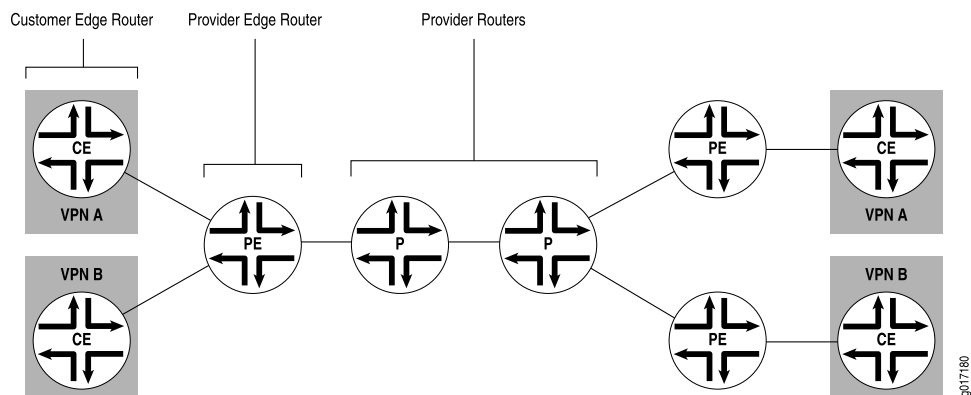 Customer Edge Router
Provider Edge Router
Provider Routers
CE
VPN A
PE
CE
VPN A
PE
P
P
VPN B
CE
PE
VPN B
CE
g017180